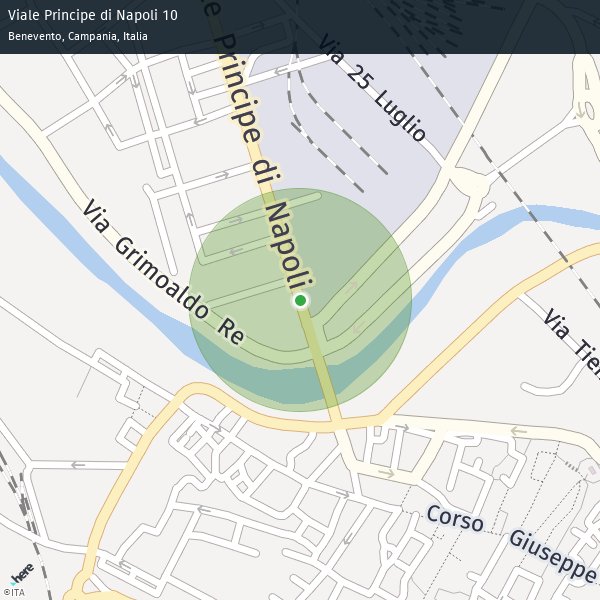 Viale Principe di Napoli 10
Benevento, Campania, Italia
e Principe di Napoli
Via 25 Luglio
Via Grimoaldo Re
Via Tien
Corso Giuseppe
here
©ITA